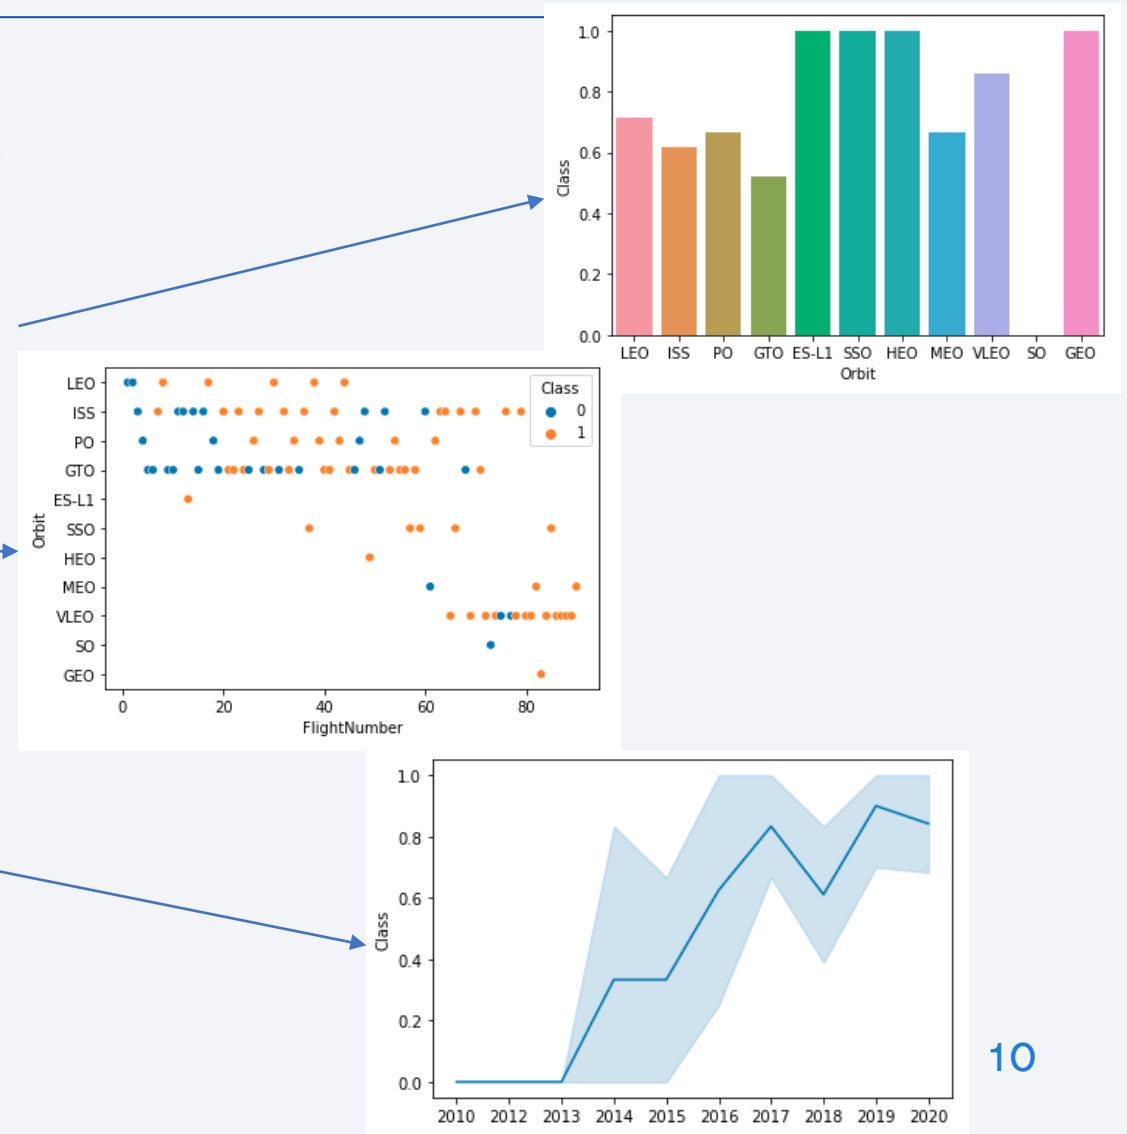 1.0
0.8
0.6
0.4
0.2
0.0
Class
LEO ISS PO GTO ES-L1 SSO HEO MEO VLEO SO GEO
Orbit
LEO
ISS
PO
GTO
ES-L1
SSO
HEO
MEO
VLEO
SO
GEO
Orbit
Class
0
1
0 20 40 60 80
FlightNumber
1.0
0.8
0.6
0.4
0.2
0.0
Class
2010 2012 2013 2014 2015 2016 2017 2018 2019 2020
10